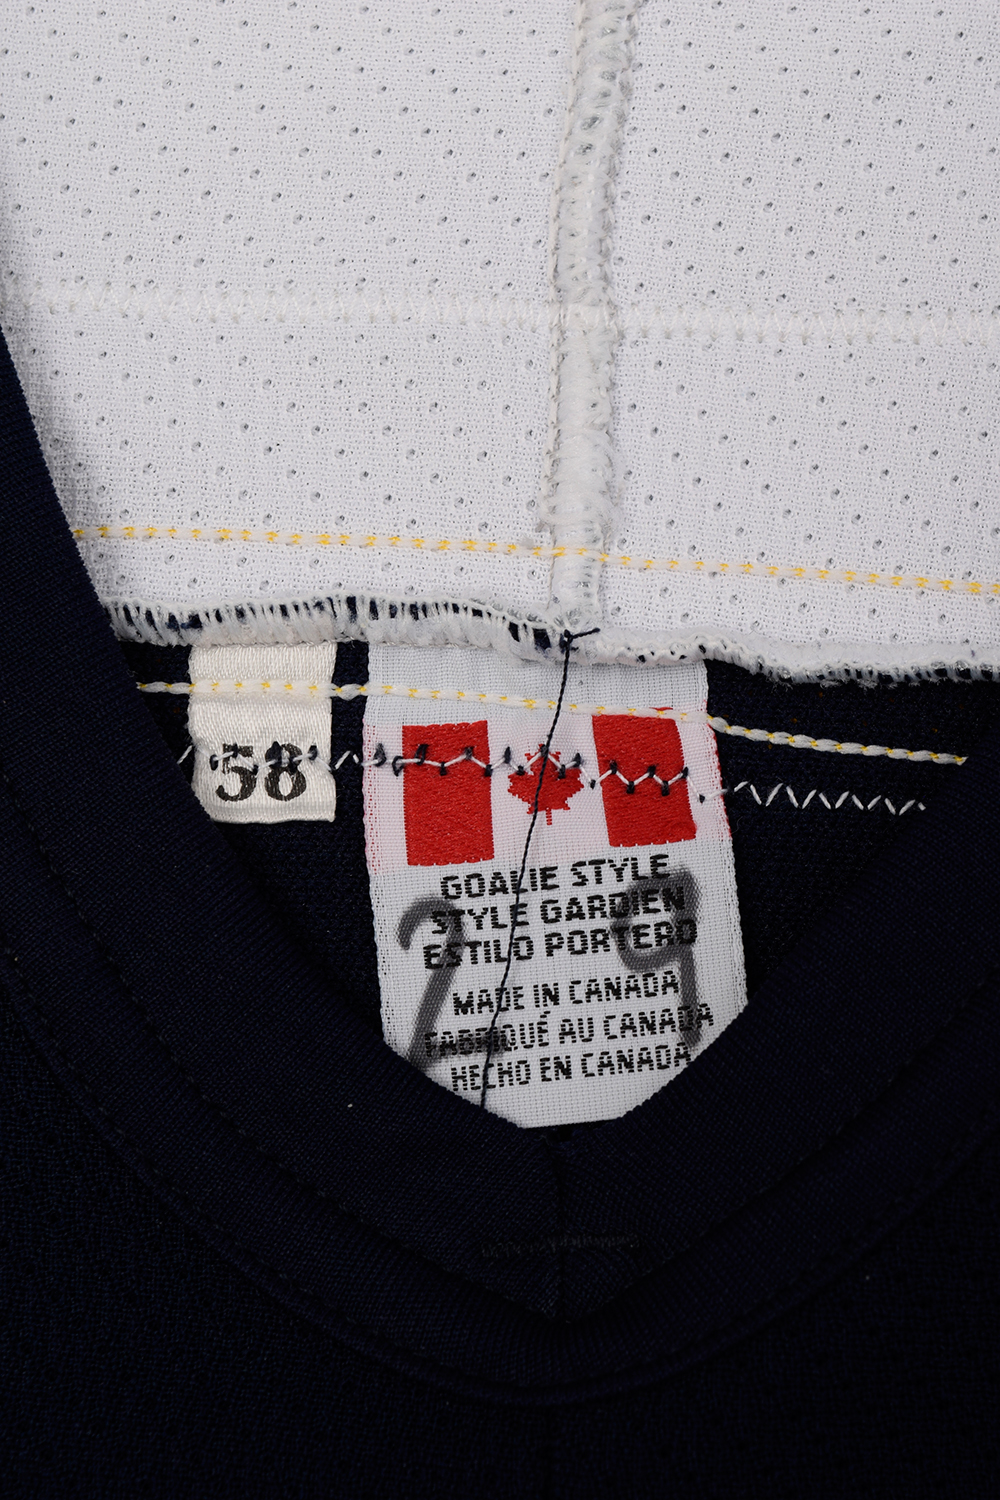 58
GOALIE STYLE
STYLE GARDIEN
ESTILO PORTERO
29
MADE IN CANADA
FABRIQUÉ AU CANADA
HECHO EN CANADA